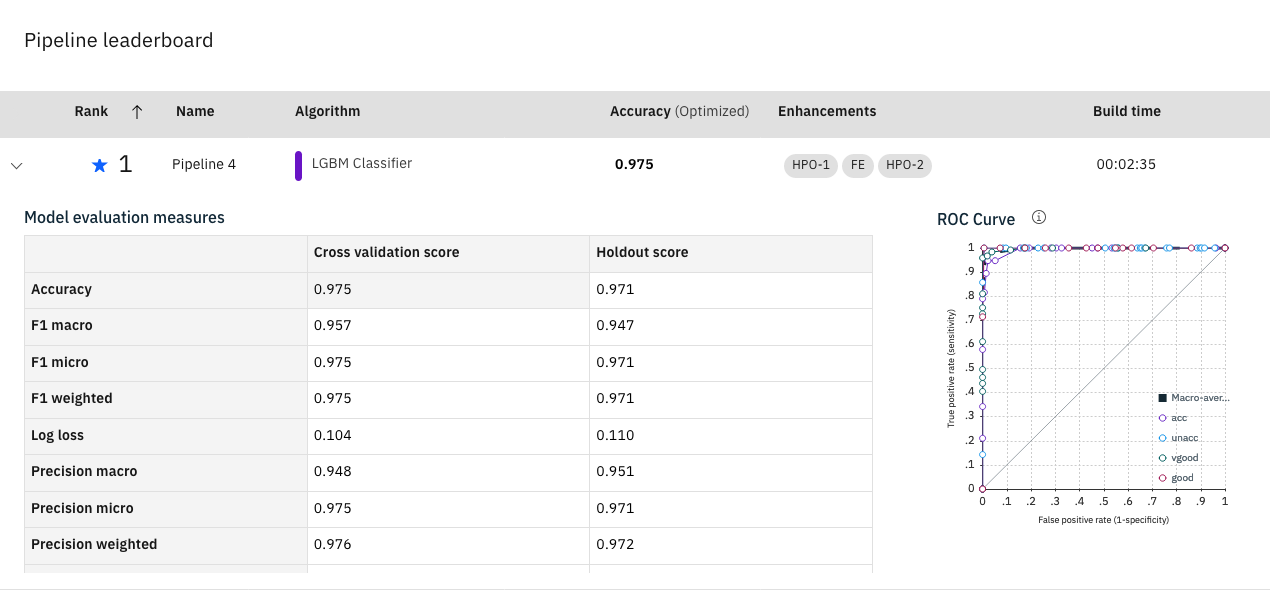 Pipeline leaderboard
Rank ↑ Name Algorithm Accuracy (Optimized) Enhancements Build time
★ 1 Pipeline 4 LGBM Classifier 0.975 HPO-1 FE HPO-2 00:02:35
Model evaluation measures
Cross validation score Holdout score
Accuracy 0.975 0.971
F1 macro 0.957 0.947
F1 micro 0.975 0.971
F1 weighted 0.975 0.971
Log loss 0.104 0.110
Precision macro 0.948 0.951
Precision micro 0.975 0.971
Precision weighted 0.976 0.972
ROC Curve
True positive rate (sensitivity)
1
.9
.8
.7
.6
.5
.4
.3
.2
.1
0
Macro-aver...
acc
unacc
vgood
good
0 .1 .2 .3 .4 .5 .6 .7 .8 .9 1
False positive rate (1-specificity)